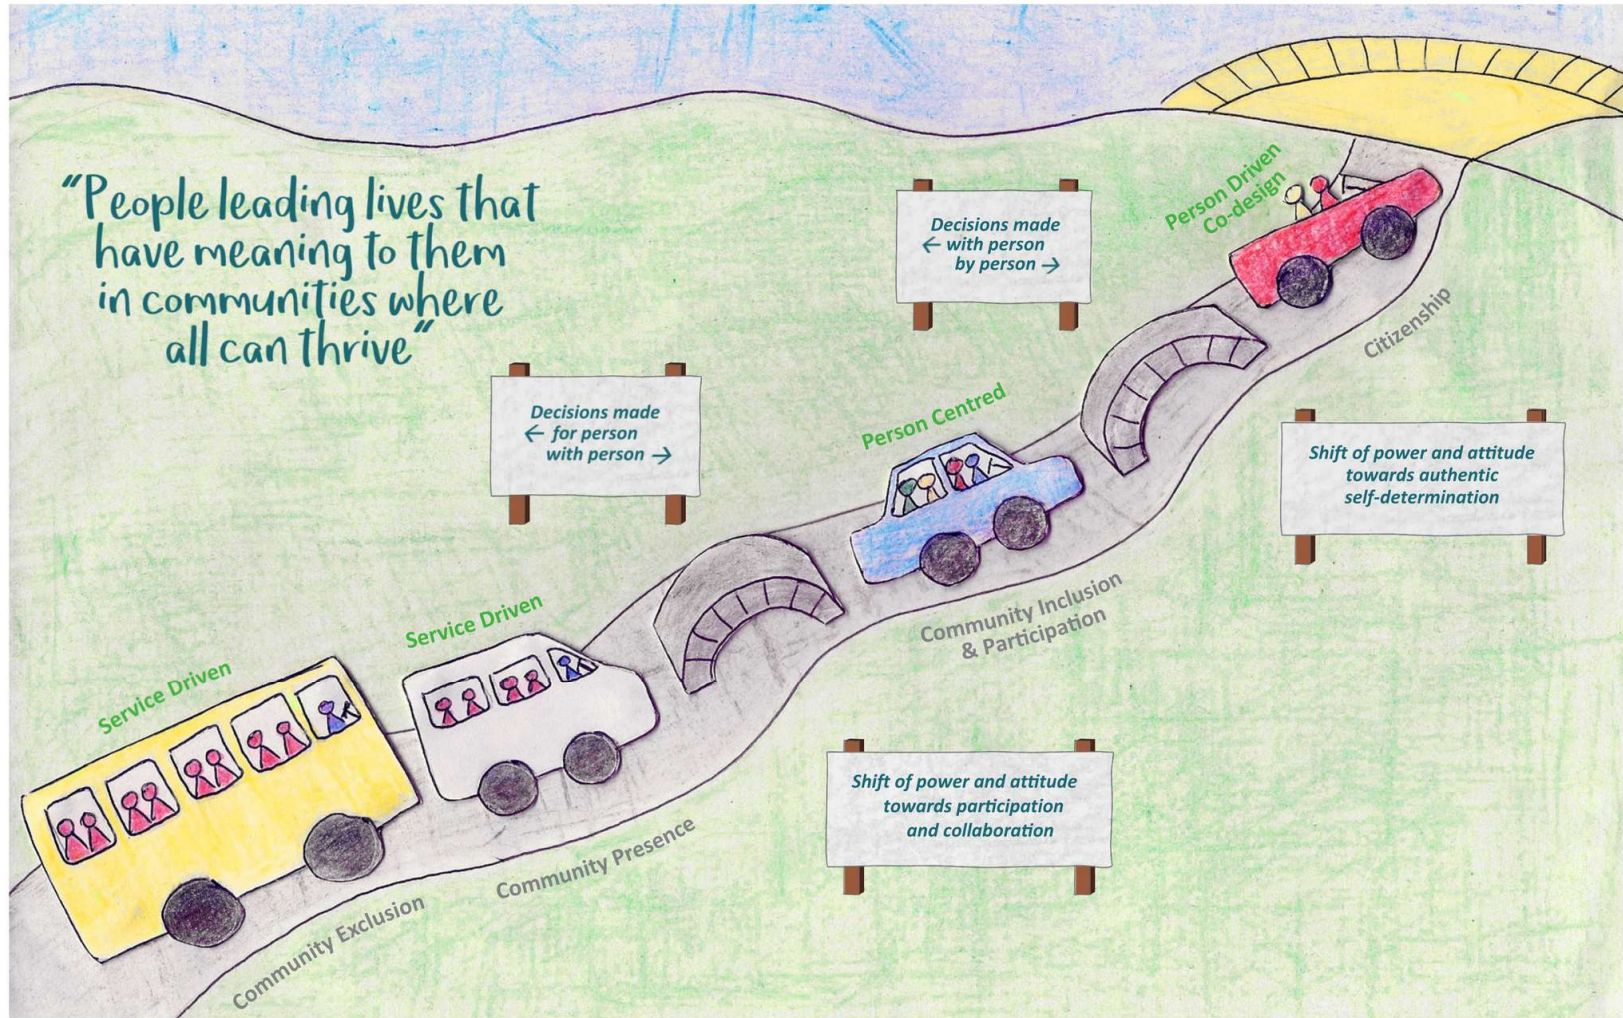 “People leading lives that
have meaning to them
in communities where
all can thrive”
Decisions made
← with person
by person →
Person Driven
Co-design
Citizenship
Decisions made
← for person
with person →
Person Centred
Shift of power and attitude
towards authentic
self-determination
Community Inclusion
& Participation
Service Driven
Service Driven
Community Presence
Shift of power and attitude
towards participation
and collaboration
Community Exclusion